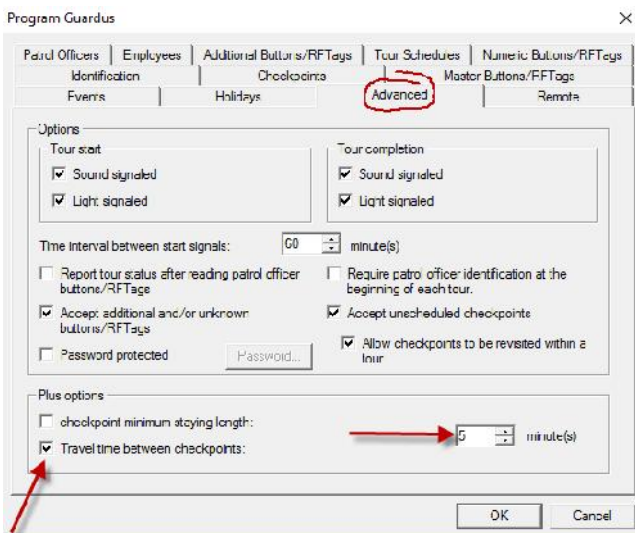 Program Guardus
Patrol Officers Employees Additional Buttons/RFTags Tour Schedules Numeric Buttons/RFTags
Identification Checkpoints Master Buttons/RFTags
Events Holidays Advanced Remote
Options
Tour start
Sound signaled
Light signaled
Tour completion
Sound signaled
Light signaled
Time interval between start signals: 60 minute(s)
Report tour status after reading patrol officer
buttons/RFTags
Require patrol officer identification at the
beginning of each tour.
Accept additional and/or unknown
buttons/RFTags
Accept unscheduled checkpoints
Password protected Password...
Allow checkpoints to be revisited within a
tour
Plus options
checkpoint minimum staying length:
Travel time between checkpoints:
5 minute(s)
OK Cancel